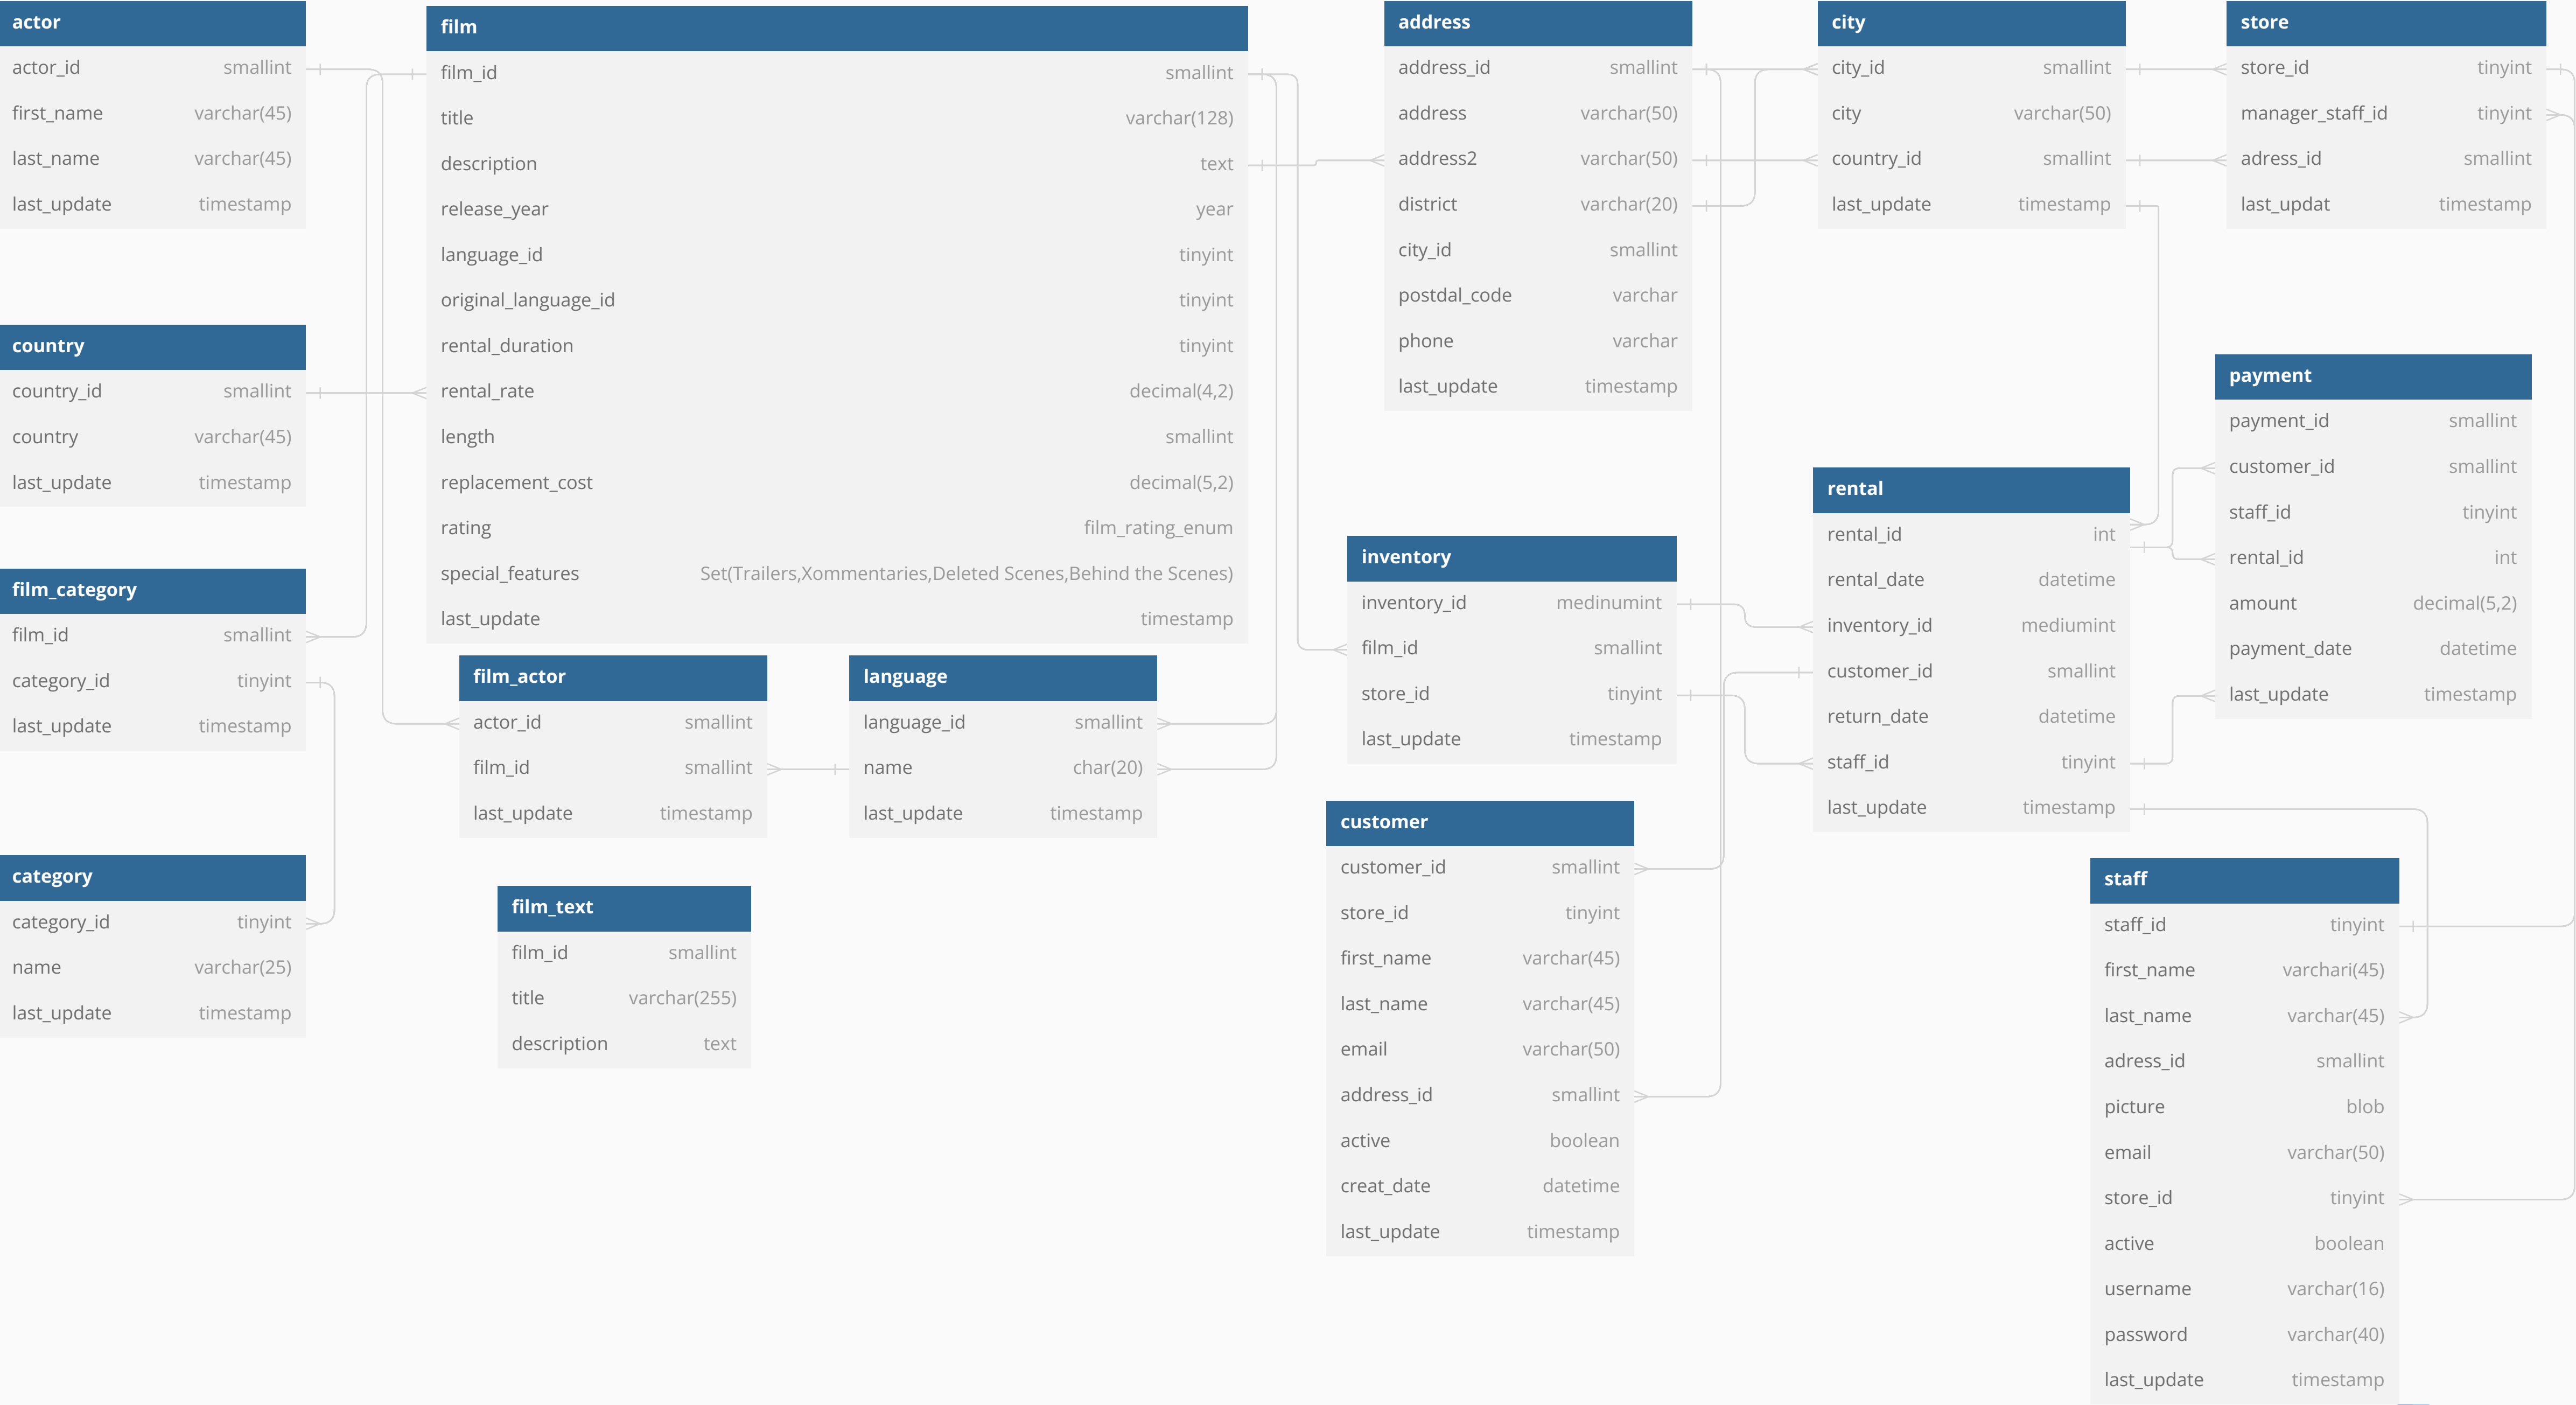 actor
actor_id smallint
first_name varchar(45)
last_name varchar(45)
last_update timestamp
country
country_id smallint
country varchar(45)
last_update timestamp
film_category
film_id smallint
category_id tinyint
last_update timestamp
category
category_id tinyint
name varchar(25)
last_update timestamp
film
film_id smallint
title varchar(128)
description text
release_year year
language_id tinyint
original_language_id tinyint
rental_duration tinyint
rental_rate decimal(4,2)
length smallint
replacement_cost decimal(5,2)
rating film_rating_enum
special_features Set(Trailers,Xommentaries,Deleted Scenes,Behind the Scenes)
last_update timestamp
film_actor
actor_id smallint
film_id smallint
last_update timestamp
language
language_id smallint
name char(20)
last_update timestamp
film_text
film_id smallint
title varchar(255)
description text
address
address_id smallint
address varchar(50)
address2 varchar(50)
district varchar(20)
city_id smallint
postdal_code varchar
phone varchar
last_update timestamp
inventory
inventory_id medinumint
film_id smallint
store_id tinyint
last_update timestamp
customer
customer_id smallint
store_id tinyint
first_name varchar(45)
last_name varchar(45)
email varchar(50)
address_id smallint
active boolean
creat_date datetime
last_update timestamp
city
city_id smallint
city varchar(50)
country_id smallint
last_update timestamp
rental
rental_id int
rental_date datetime
inventory_id mediumint
customer_id smallint
return_date datetime
staff_id tinyint
last_update timestamp
store
store_id tinyint
manager_staff_id tinyint
adress_id smallint
last_updat timestamp
payment
payment_id smallint
customer_id smallint
staff_id tinyint
rental_id int
amount decimal(5,2)
payment_date datetime
last_update timestamp
staff
staff_id tinyint
first_name varchari(45)
last_name varchar(45)
adress_id smallint
picture blob
email varchar(50)
store_id tinyint
active boolean
username varchar(16)
password varchar(40)
last_update timestamp